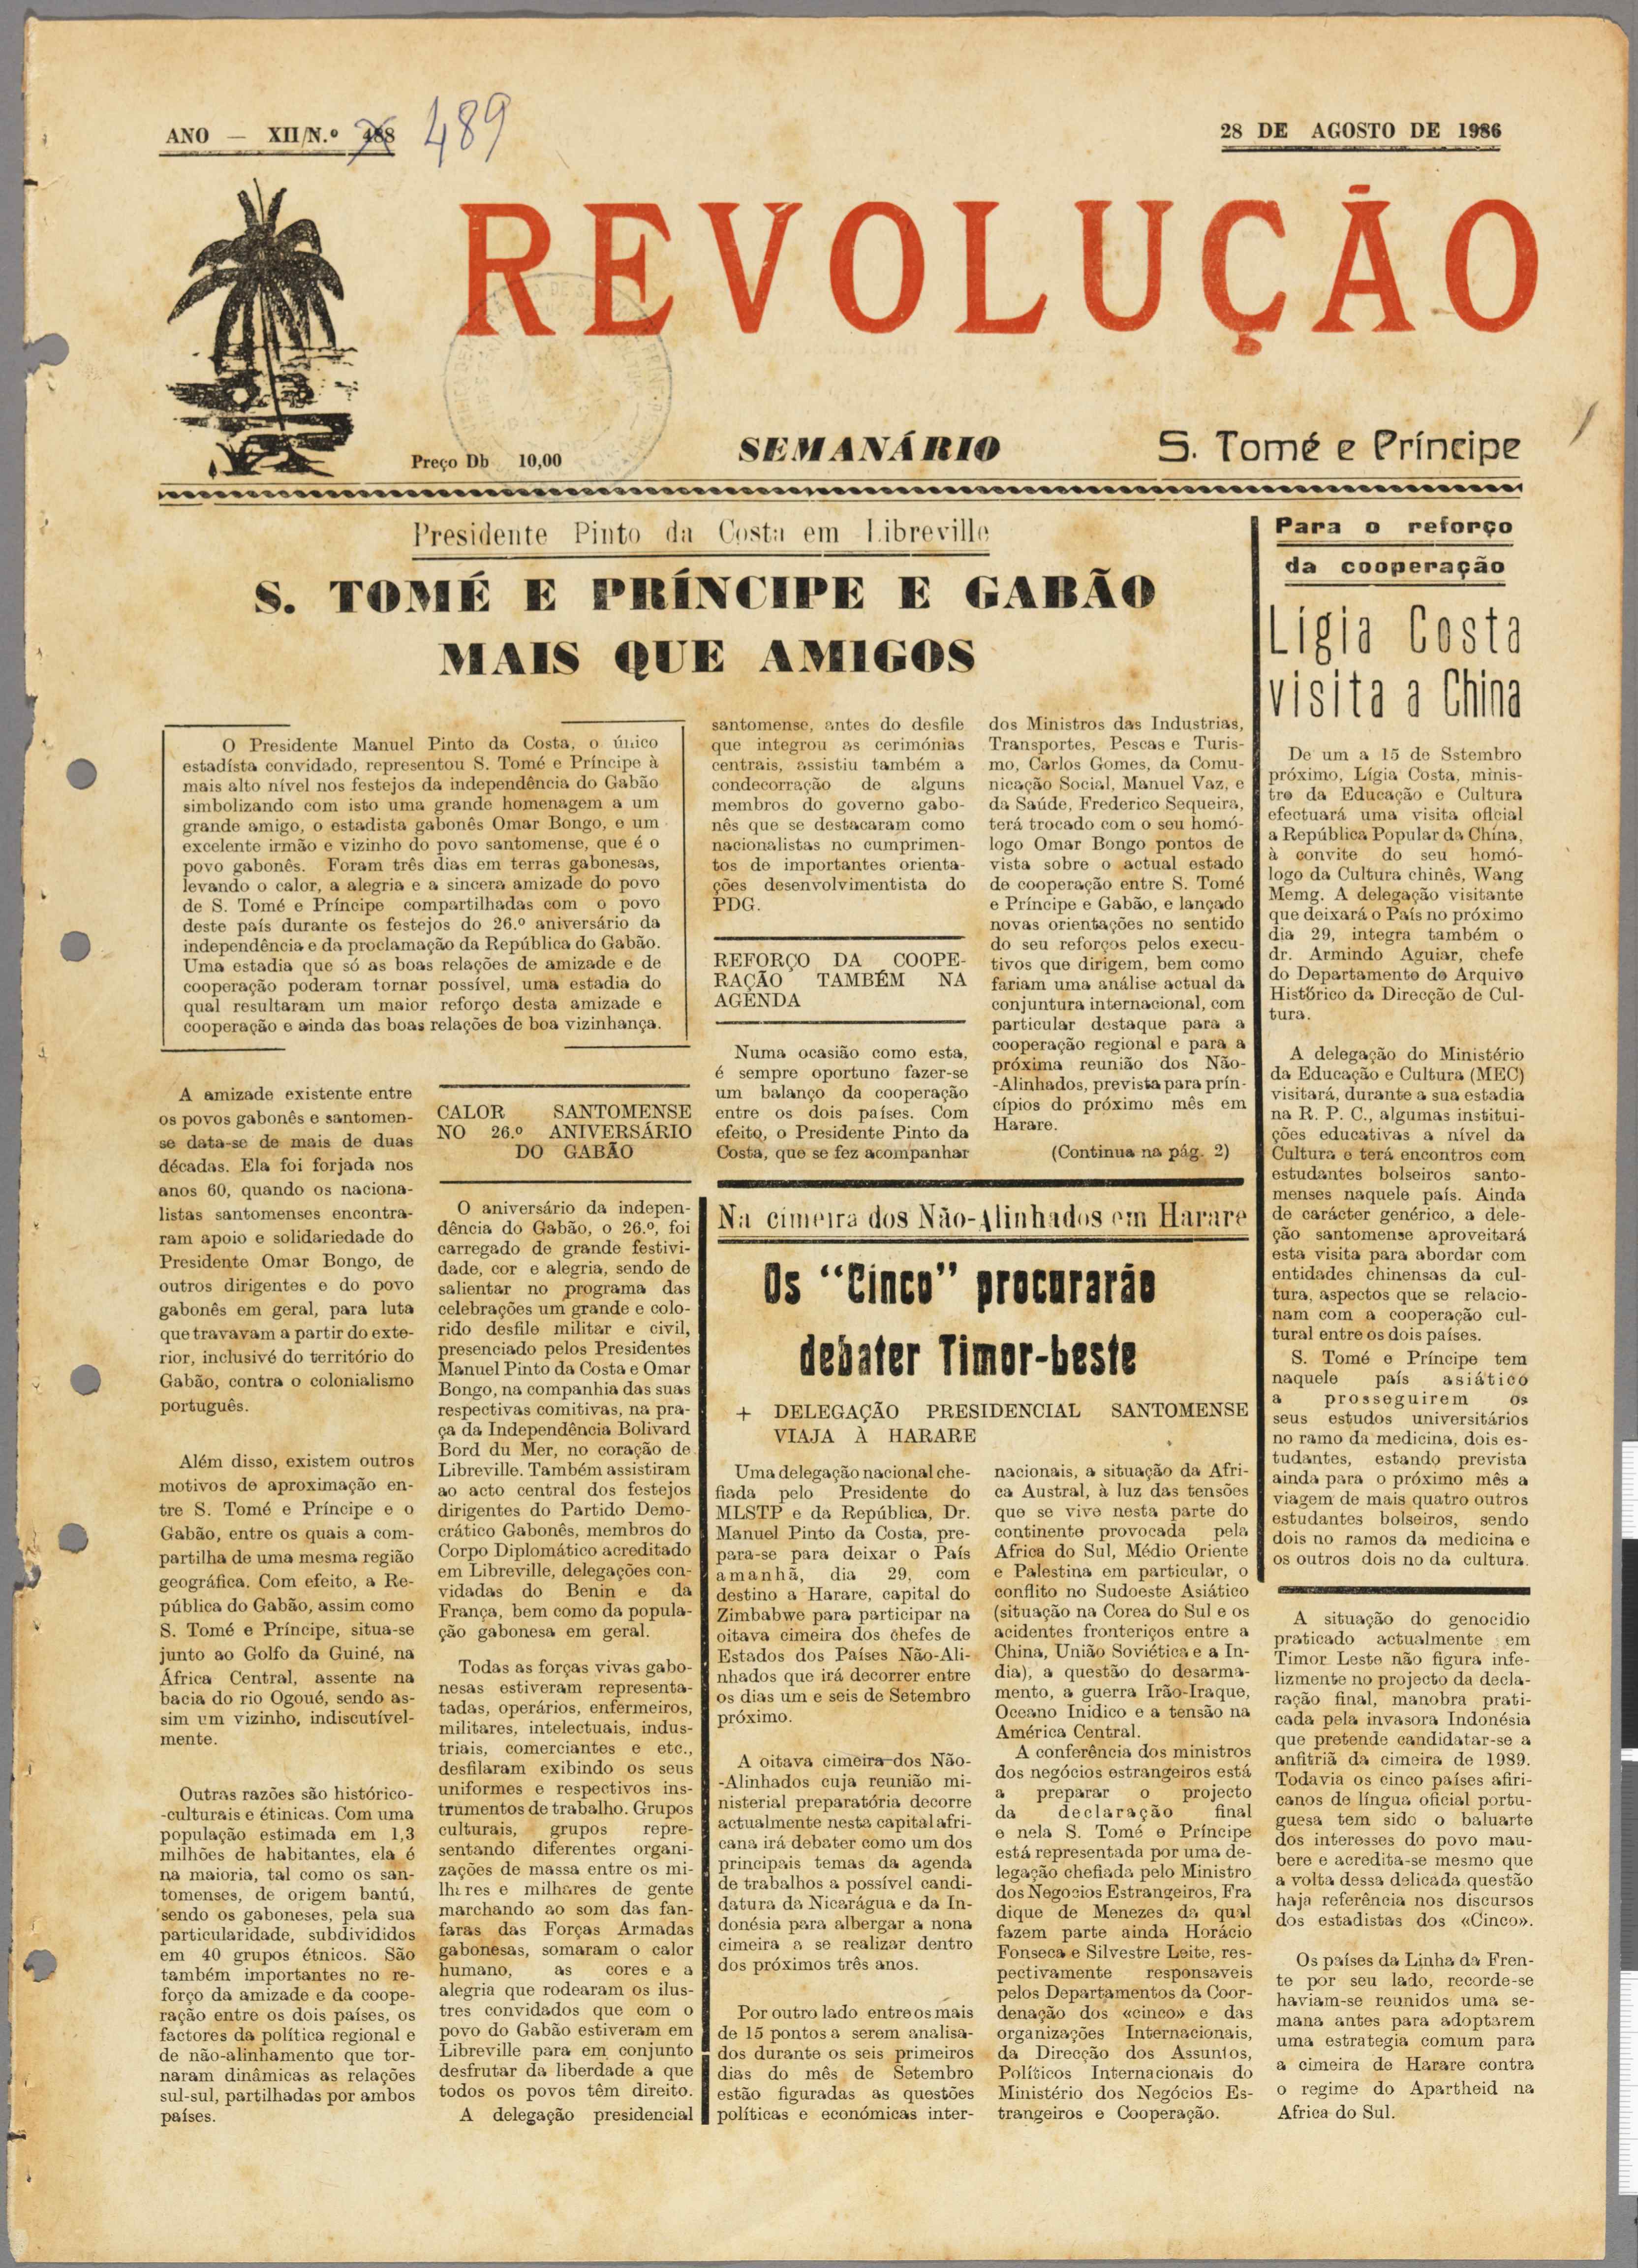 ANO — XII/N.º 488 489
28 DE AGOSTO DE 1986
REVOLUÇÃO
Preço Db 10,00
SEMANÁRIO
S. Tomé e Príncipe
Presidente Pinto da Costa em Libreville
S. TOMÉ E PRÍNCIPE E GABÃO
MAIS QUE AMIGOS
O Presidente Manuel Pinto da Costa, o único
estadísta convidado, representou S. Tomé e Príncipe à
mais alto nível nos festejos da independência do Gabão
simbolizando com isto uma grande homenagem a um
grande amigo, o estadista gabonês Omar Bongo, e um
excelente irmão e vizinho do povo santomense, que é o
povo gabonês. Foram três dias em terras gabonesas,
levando o calor, a alegria e a sincera amizade do povo
de S. Tomé e Príncipe compartilhadas com o povo
deste país durante os festejos do 26.º aniversário da
independência e da proclamação da República do Gabão.
Uma estadia que só as boas relações de amizade e de
cooperação poderam tornar possível, uma estadia do
qual resultaram um maior reforço desta amizade e
cooperação e ainda das boas relações de boa vizinhança.
A amizade existente entre
os povos gabonês e santomen-
se data-se de mais de duas
décadas. Ela foi forjada nos
anos 60, quando os naciona-
listas santomenses encontra-
ram apoio e solidariedade do
Presidente Omar Bongo, de
outros dirigentes e do povo
gabonês em geral, para luta
que travavam a partir do exte-
rior, inclusivé do território do
Gabão, contra o colonialismo
português.
Além disso, existem outros
motivos de aproximação en-
tre S. Tomé e Príncipe e o
Gabão, entre os quais a com-
partilha de uma mesma região
geográfica. Com efeito, a Re-
pública do Gabão, assim como
S. Tomé e Príncipe, situa-se
junto ao Golfo da Guiné, na
África Central, assente na
bacia do rio Ogoué, sendo as-
sim um vizinho, indiscutível-
mente.
Outras razões são histórico-
-culturais e étinicas. Com uma
população estimada em 1,3
milhões de habitantes, ela é
na maioria, tal como os san-
tomenses, de origem bantú,
sendo os gaboneses, pela sua
particularidade, subdivididos
em 40 grupos étnicos. São
também importantes no re-
forço da amizade e da coope-
ração entre os dois países, os
factores da política regional e
de não-alinhamento que tor-
naram dinâmicas as relações
sul-sul, partilhadas por ambos
países.
CALOR SANTOMENSE
NO 26.º ANIVERSÁRIO
DO GABÃO
O aniversário da indepen-
dência do Gabão, o 26.º, foi
carregado de grande festivi-
dade, cor e alegria, sendo de
salientar no programa das
celebrações um grande e colo-
rido desfile militar e civil,
presenciado pelos Presidentes
Manuel Pinto da Costa e Omar
Bongo, na companhia das suas
respectivas comitivas, na pra-
ça da Independência Bolivard
Bord du Mer, no coração de
Libreville. Também assistiram
ao acto central dos festejos
dirigentes do Partido Demo-
crático Gabonês, membros do
Corpo Diplomático acreditado
em Libreville, delegações con-
vidadas do Benin e da
França, bem como da popula-
ção gabonesa em geral.
Todas as forças vivas gabo-
nesas estiveram representa-
tadas, operários, enfermeiros,
militares, intelectuais, indus-
triais, comerciantes e etc.,
desfilaram exibindo os seus
uniformes e respectivos ins-
trumentos de trabalho. Grupos
culturais, grupos repre-
sentando diferentes organi-
zações de massa entre os mi-
lhares e milhares de gente
marchando ao som das fan-
faras das Forças Armadas
gabonesas, somaram o calor
humano, as cores e a
alegria que rodearam os ilus-
tres convidados que com o
povo do Gabão estiveram em
Libreville para em conjunto
desfrutar da liberdade a que
todos os povos têm direito.
A delegação presidencial
santomense, antes do desfile
que integrou as cerimónias
centrais, assistiu também a
condecorração de alguns
membros do governo gabo-
nês que se destacaram como
nacionalistas no cumprimen-
tos de importantes orienta-
ções desenvolvimentista do
PDG.
REFORÇO DA COOPE-
RAÇÃO TAMBÉM NA
AGENDA
Numa ocasião como esta,
é sempre oportuno fazer-se
um balanço da cooperação
entre os dois países. Com
efeito, o Presidente Pinto da
Costa, que se fez acompanhar
dos Ministros das Industrias,
Transportes, Pescas e Turis-
mo, Carlos Gomes, da Comu-
nicação Social, Manuel Vaz, e
da Saúde, Frederico Sequeira,
terá trocado com o seu homó-
logo Omar Bongo pontos de
vista sobre o actual estado
de cooperação entre S. Tomé
e Príncipe e Gabão, e lançado
novas orientações no sentido
do seu reforços pelos execu-
tivos que dirigem, bem como
fariam uma análise actual da
conjuntura internacional, com
particular destaque para a
cooperação regional e para a
próxima reunião dos Não-
-Alinhados, prevista para prín-
cípios do próximo mês em
Harare.
(Continua na pág. 2)
Na cimeira dos Não-Alinhados em Harare
Os "Cinco" procurarão
debater Timor-beste
+ DELEGAÇÃO PRESIDENCIAL SANTOMENSE
VIAJA À HARARE
Uma delegação nacional che-
fiada pelo Presidente do
MLSTP e da República, Dr.
Manuel Pinto da Costa, pre-
para-se para deixar o País
amanhã, dia 29, com
destino a Harare, capital do
Zimbabwe para participar na
oitava cimeira dos chefes de
Estados dos Países Não-Ali-
nhados que irá decorrer entre
os dias um e seis de Setembro
próximo.
A oitava cimeira dos Não-
-Alinhados cuja reunião mi-
nisterial preparatória decorre
actualmente nesta capital afri-
cana irá debater como um dos
principais temas da agenda
de trabalhos a possível candi-
datura da Nicarágua e da In-
donésia para albergar a nona
cimeira a se realizar dentro
dos próximos três anos.
Por outro lado entre os mais
de 15 pontos a serem analisa-
dos durante os seis primeiros
dias do mês de Setembro
estão figuradas as questões
políticas e económicas inter-
nacionais, a situação da Afri-
ca Austral, à luz das tensões
que se vive nesta parte do
continente provocada pela
Africa do Sul, Médio Oriente
e Palestina em particular, o
conflito no Sudoeste Asiático
(situação na Corea do Sul e os
acidentes fronteriços entre a
China, União Soviética e a In-
dia), a questão do desarma-
mento, a guerra Irão-Iraque,
Oceano Inidico e a tensão na
América Central.
A conferência dos ministros
dos negócios estrangeiros está
a preparar o projecto
da declaração final
e nela S. Tomé e Príncipe
está representada por uma de-
legação chefiada pelo Ministro
dos Negocios Estrangeiros, Fra
dique de Menezes da qual
fazem parte ainda Horácio
Fonseca e Silvestre Leite, res-
pectivamente responsaveis
pelos Departamentos da Coor-
denação dos «cinco» e das
organizações Internacionais,
da Direcção dos Assuntos,
Políticos Internacionais do
Ministério dos Negócios Es-
trangeiros e Cooperação.
Para o reforço
da cooperação
Lígia Costa
visita a China
De um a 15 de Sstembro
próximo, Lígia Costa, minis-
tro da Educação e Cultura
efectuará uma visita oficial
a República Popular da China,
à convite do seu homó-
logo da Cultura chinês, Wang
Memg. A delegação visitante
que deixará o País no próximo
dia 29, integra também o
dr. Armindo Aguiar, chefe
do Departamento do Arquivo
Histórico da Direcção de Cul-
tura.
A delegação do Ministério
da Educação e Cultura (MEC)
visitará, durante a sua estadia
na R. P. C., algumas institui-
ções educativas a nível da
Cultura e terá encontros com
estudantes bolseiros santo-
menses naquele país. Ainda
de carácter genérico, a dele-
ção santomense aproveitará
esta visita para abordar com
entidades chinensas da cul-
tura, aspectos que se relacio-
nam com a cooperação cul-
tural entre os dois países.
S. Tomé e Príncipe tem
naquele país asiático
a prosseguirem os
seus estudos universitários
no ramo da medicina, dois es-
tudantes, estando prevista
ainda para o próximo mês a
viagem de mais quatro outros
estudantes bolseiros, sendo
dois no ramos da medicina e
os outros dois no da cultura.
A situação do genocidio
praticado actualmente em
Timor Leste não figura infe-
lizmente no projecto da decla-
ração final, manobra prati-
cada pela invasora Indonésia
que pretende candidatar-se a
anfitriã da cimeira de 1989.
Todavia os cinco países afiri-
canos de língua oficial portu-
guesa tem sido o baluarte
dos interesses do povo mau-
bere e acredita-se mesmo que
a volta dessa delicada questão
haja referência nos discursos
dos estadistas dos «Cinco».
Os países da Linha da Fren-
te por seu lado, recorde-se
haviam-se reunidos uma se-
mana antes para adoptarem
uma estrategia comum para
a cimeira de Harare contra
o regime do Apartheid na
Africa do Sul.